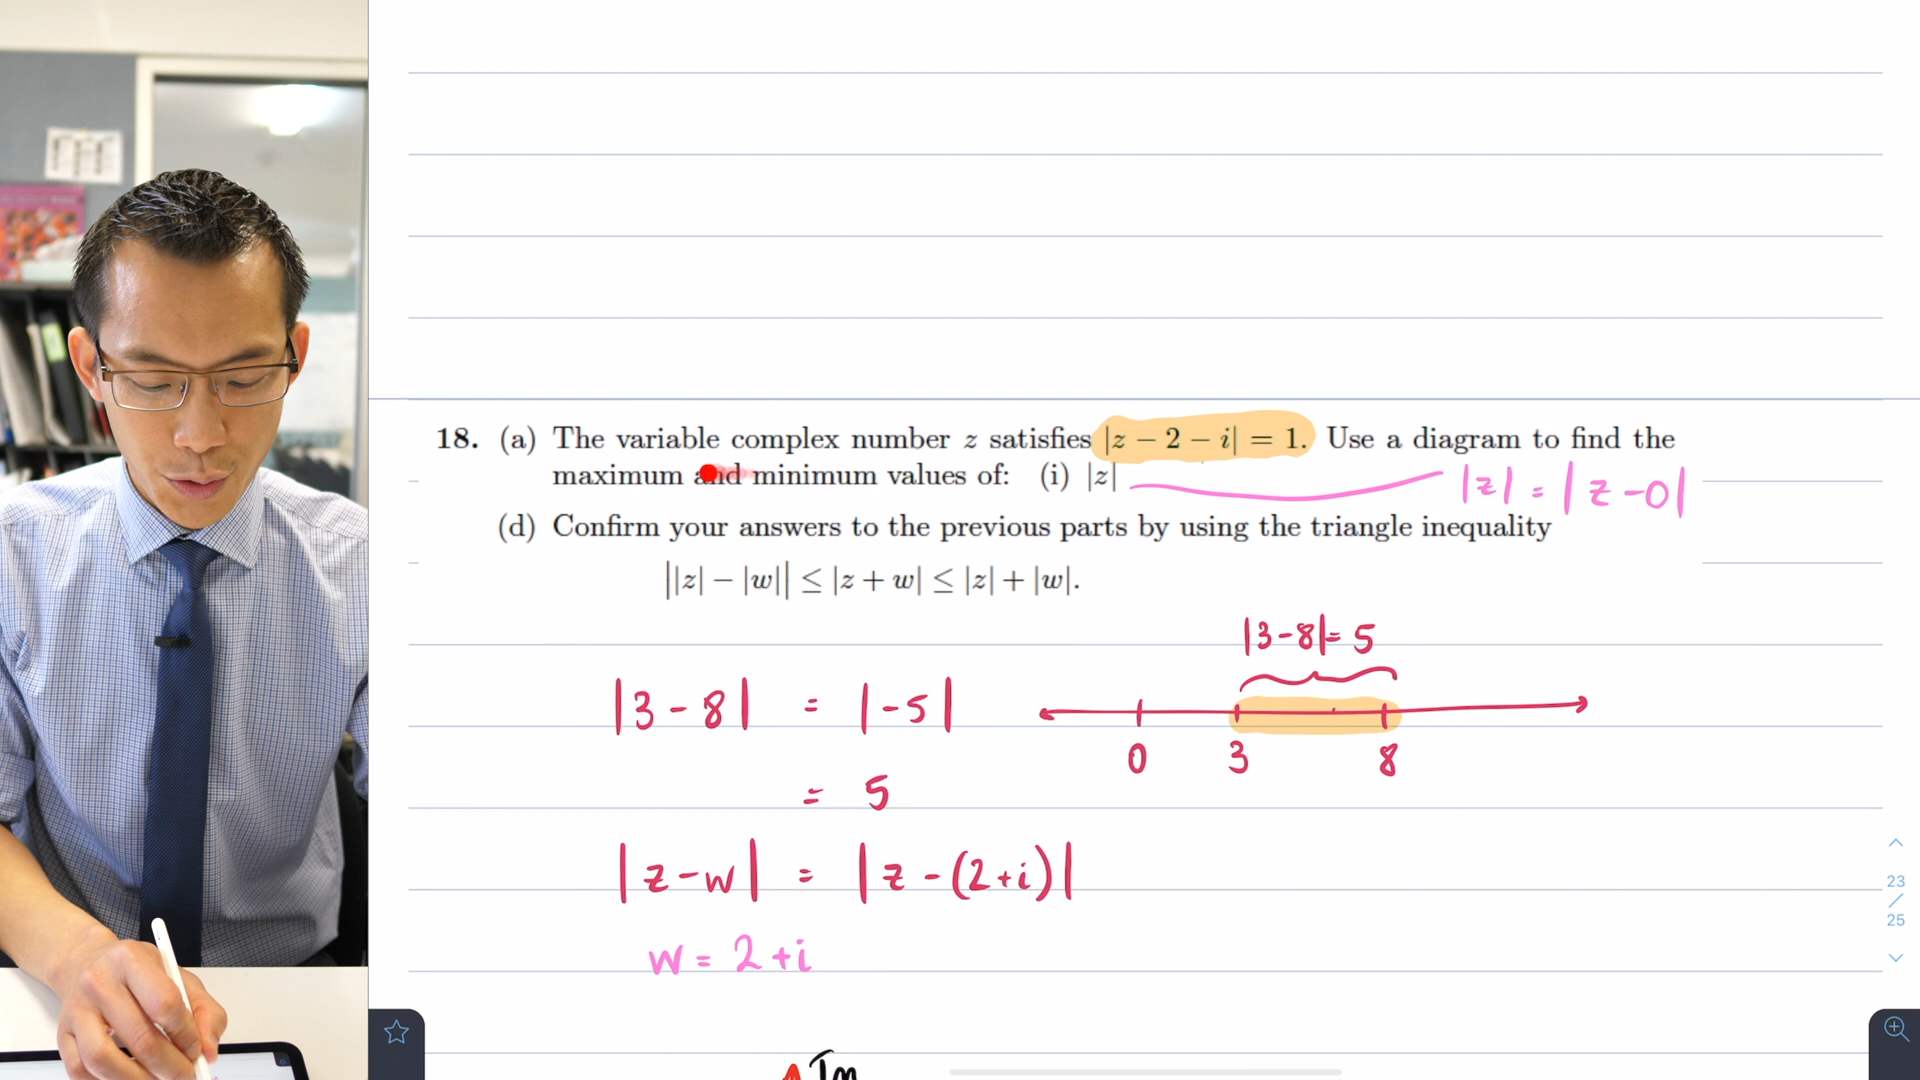 18. (a) The variable complex number z satisfies |z − 2 − i| = 1. Use a diagram to find the
maximum and minimum values of: (i) |z|
|z| = |z - 0|
(d) Confirm your answers to the previous parts by using the triangle inequality
||z| − |w|| ≤ |z + w| ≤ |z| + |w|.
|3 - 8| = 5
|3 - 8| = |-5|
0 3 8
= 5
|z - w| = |z - (2+i)|
w = 2 + i
23
/
25
Im